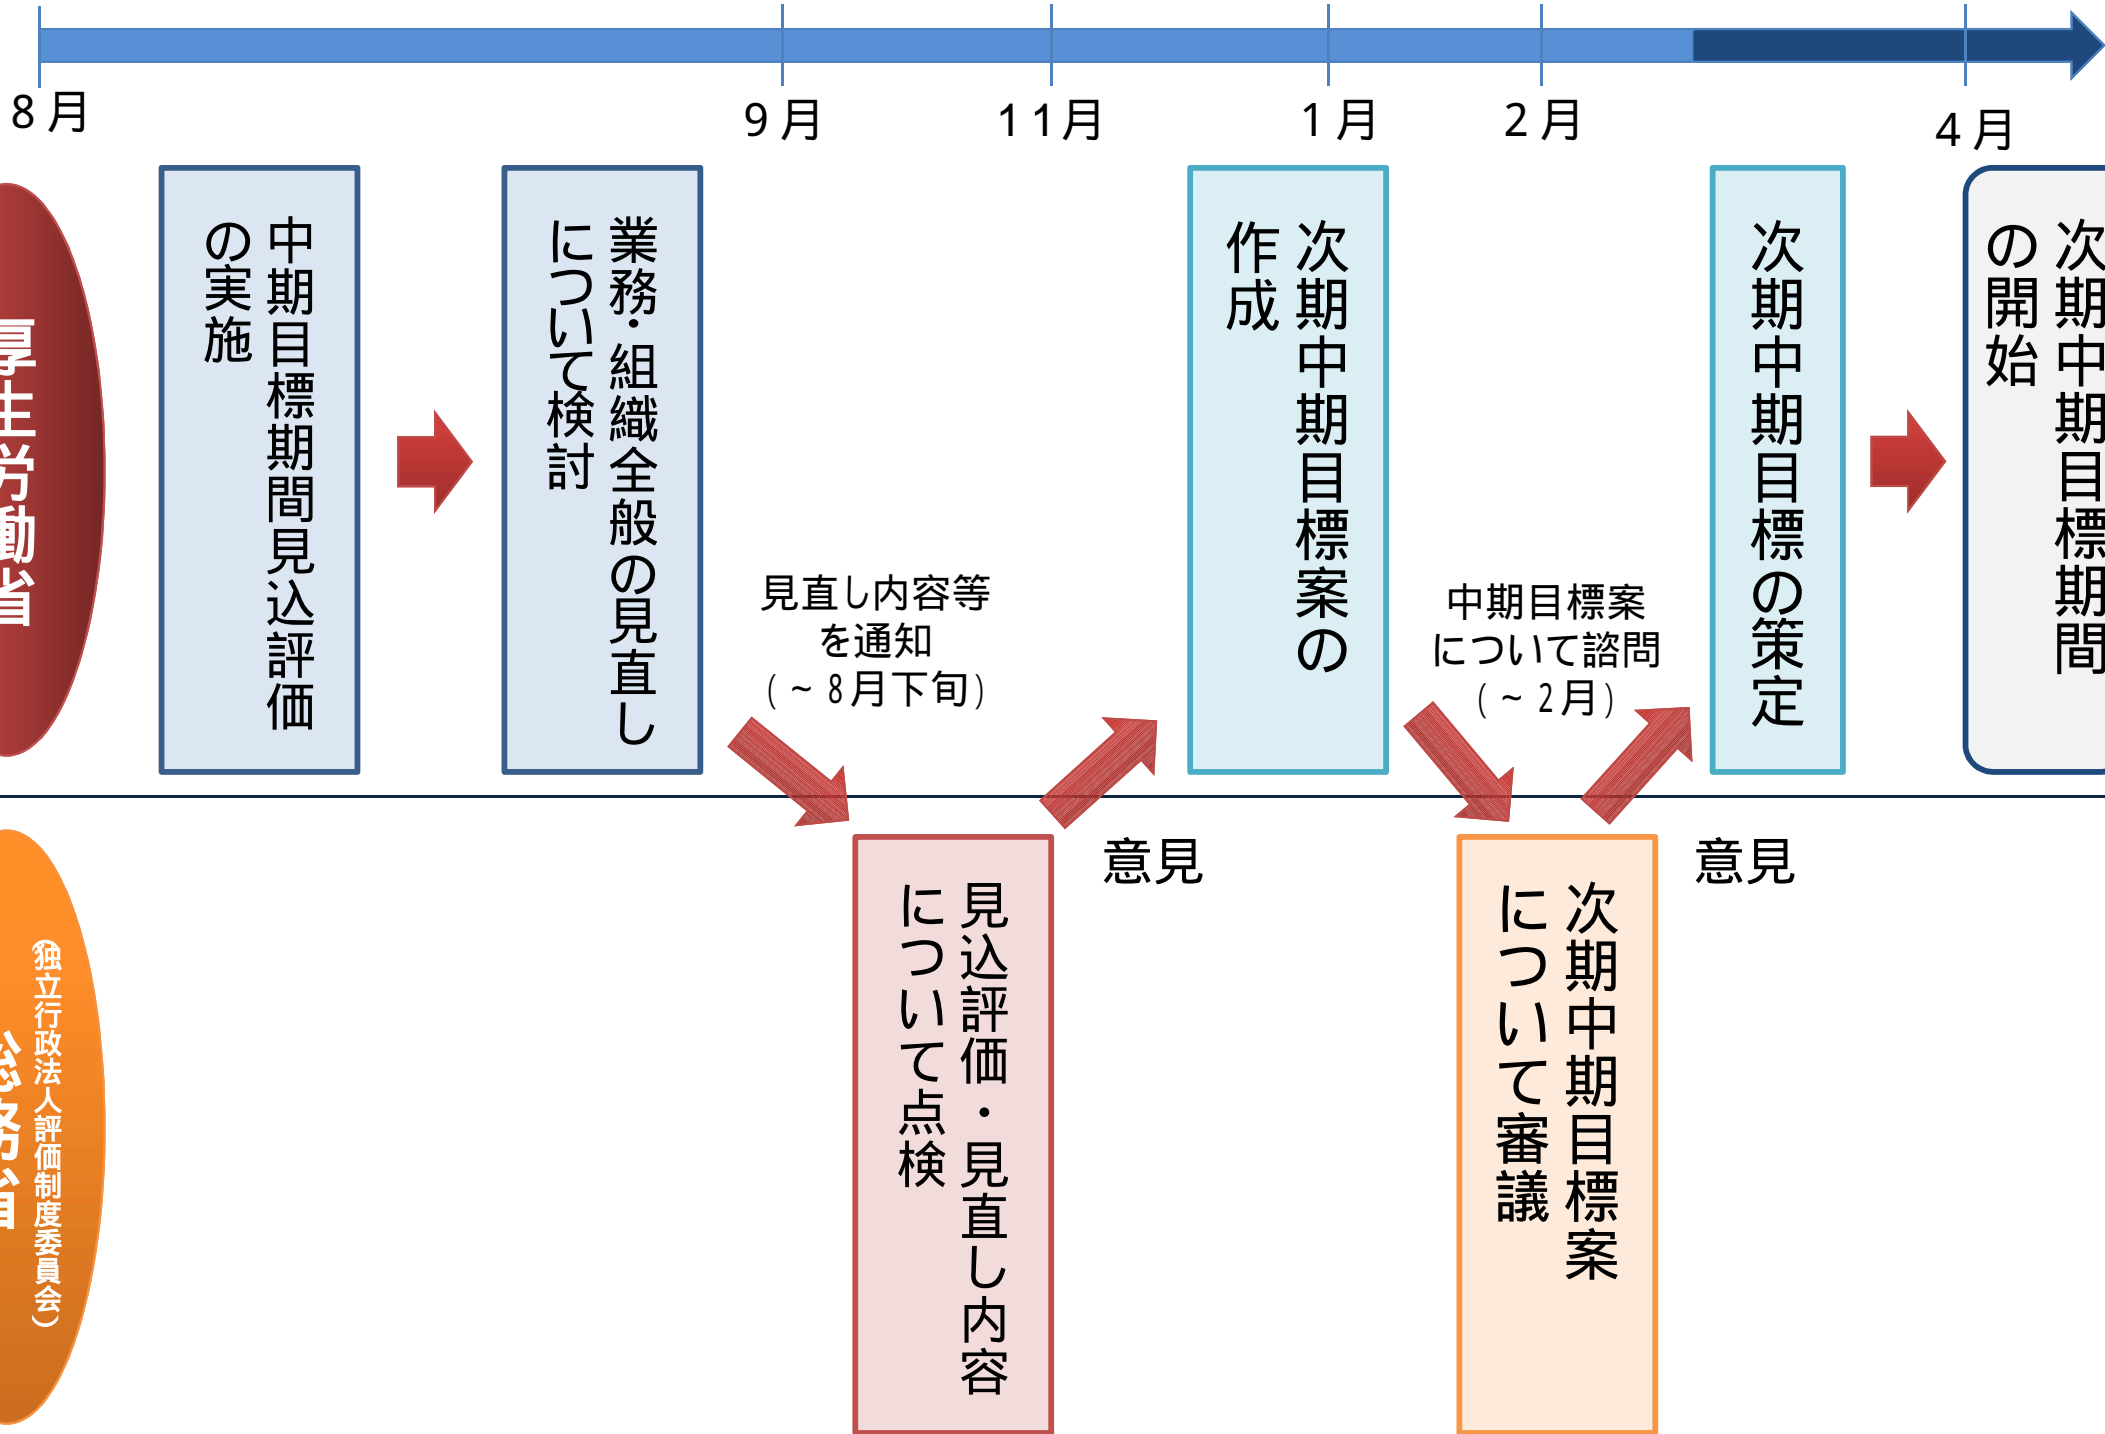 8月
9月
11月
1月
2月
4月
厚生労働省
中期目標期間見込評価
の実施
業務・組織全般の見直し
について検討
見直し内容等
を通知
(~8月下旬)
次期中期目標案の
作成
中期目標案
について諮問
(~2月)
次期中期目標の策定
次期中期目標期間
の開始
(独立行政法人評価制度委員会)
総務省
見込評価・見直し内容
について点検
意見
次期中期目標案
について審議
意見